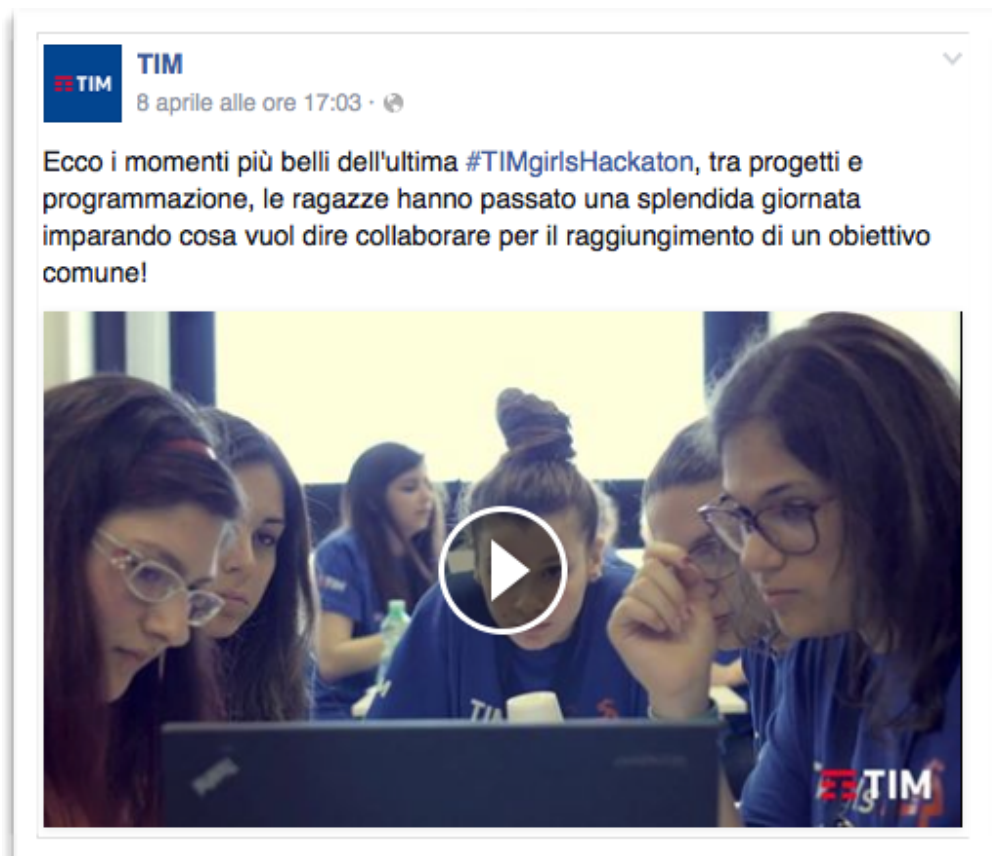 TIM
TIM
8 aprile alle ore 17:03 ·
Ecco i momenti più belli dell'ultima #TIMgirlsHackaton, tra progetti e
programmazione, le ragazze hanno passato una splendida giornata
imparando cosa vuol dire collaborare per il raggiungimento di un obiettivo
comune!
TIM
TIM